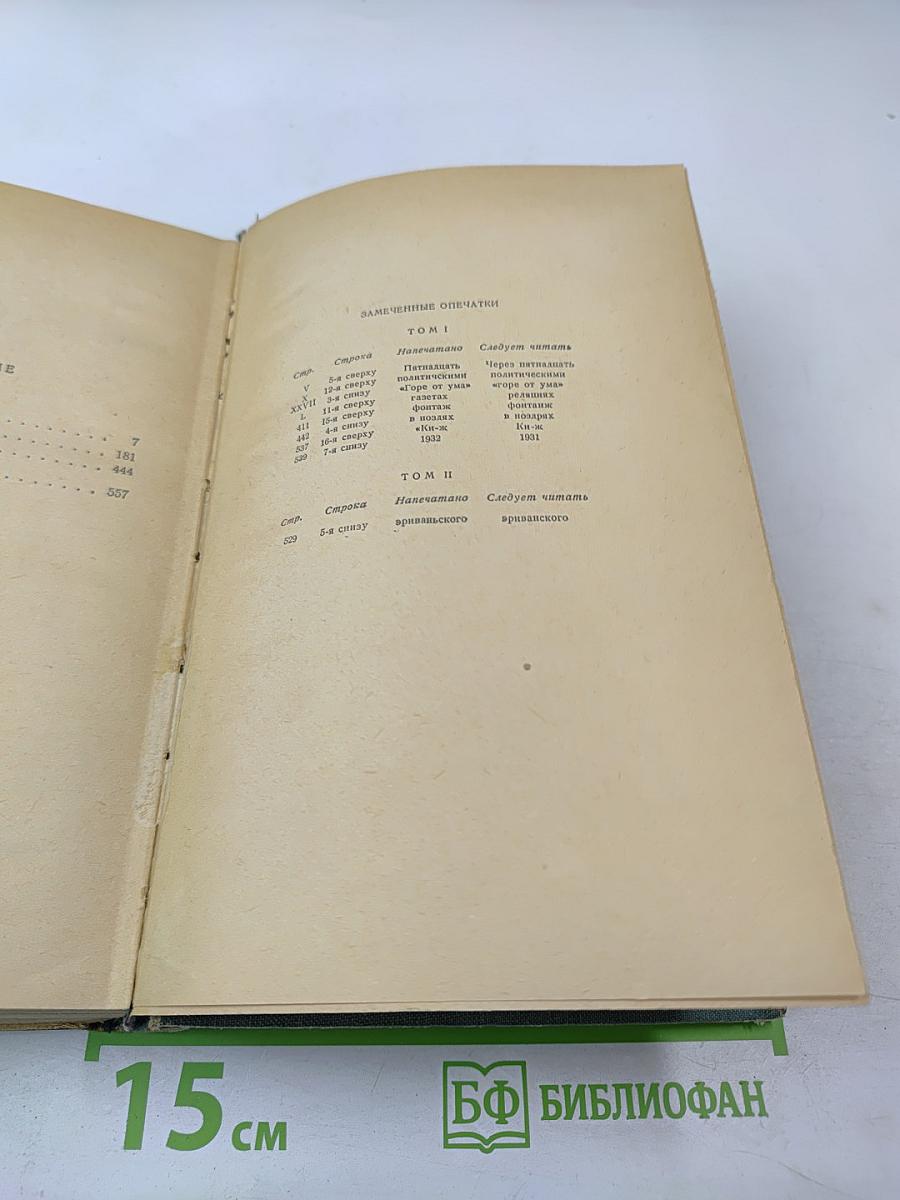 ИЕ
7
181
444
557
ЗАМЕЧЕННЫЕ ОПЕЧАТКИ
ТОМ I
Стр. Строка Напечатано Следует читать
V 5-я сверху Пятнадцать Через пятнадцать
X 12-я сверху политичскими политическими
XXVII 3-я снизу «Горе от ума» «горе от ума»
L 11-я сверху газетах реляциях
411 15-я сверху фонтаж фонтанж
442 4-я снизу в ноздях в ноздрях
537 16-я сверху «Ки-ж Ки-ж
539 7-я снизу 1932 1931
ТОМ II
Стр. Строка Напечатано Следует читать
529 5-я снизу эриваньского эриванского
15 см
БФ БИБЛИОФАН